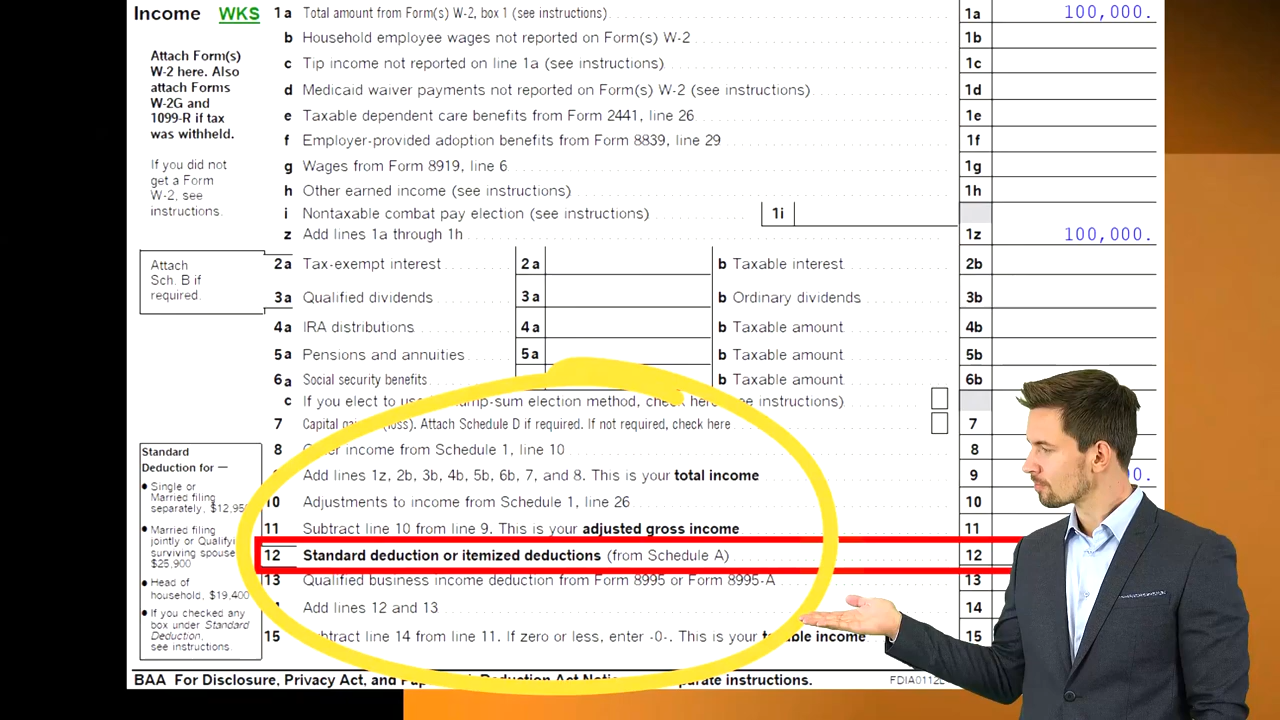 Income WKS 1a Total amount from Form(s) W-2, box 1 (see instructions) 1a 100,000.
b Household employee wages not reported on Form(s) W-2 1b
c Tip income not reported on line 1a (see instructions) 1c
d Medicaid waiver payments not reported on Form(s) W-2 (see instructions) 1d
e Taxable dependent care benefits from Form 2441, line 26 1e
f Employer-provided adoption benefits from Form 8839, line 29 1f
g Wages from Form 8919, line 6 1g
h Other earned income (see instructions) 1h
i Nontaxable combat pay election (see instructions) 1i
z Add lines 1a through 1h 1z 100,000.
Attach Form(s)
W-2 here. Also
attach Forms
W-2G and
1099-R if tax
was withheld.
If you did not
get a Form
W-2, see
instructions.
Attach
Sch. B if
required.
2a Tax-exempt interest 2a b Taxable interest 2b
3a Qualified dividends 3a b Ordinary dividends 3b
4a IRA distributions 4a b Taxable amount 4b
5a Pensions and annuities 5a b Taxable amount 5b
6a Social security benefits b Taxable amount 6b
c If you elect to use election method, check here (see instructions)
7 Capital (loss). Attach Schedule D if required. If not required, check here 7
8 income from Schedule 1, line 10 8
Add lines 1z, 2b, 3b, 4b, 5b, 6b, 7, and 8. This is your total income 9
10 Adjustments to income from Schedule 1, line 26 10
11 Subtract line 10 from line 9. This is your adjusted gross income 11
12 Standard deduction or itemized deductions (from Schedule A) 12
13 Qualified business income deduction from Form 8995 or Form 8995-A 13
Add lines 12 and 13 14
15 Subtract line 14 from line 11. If zero or less, enter -0-. This is your taxable income 15
Standard
Deduction for —
• Single or
Married filing
separately, $12,950
• Married filing
jointly or Qualifying
surviving spouse
$25,900
• Head of
household, $19,400
• If you checked any
box under Standard
Deduction,
see instructions.
BAA For Disclosure, Privacy Act, and Reduction Act instructions.